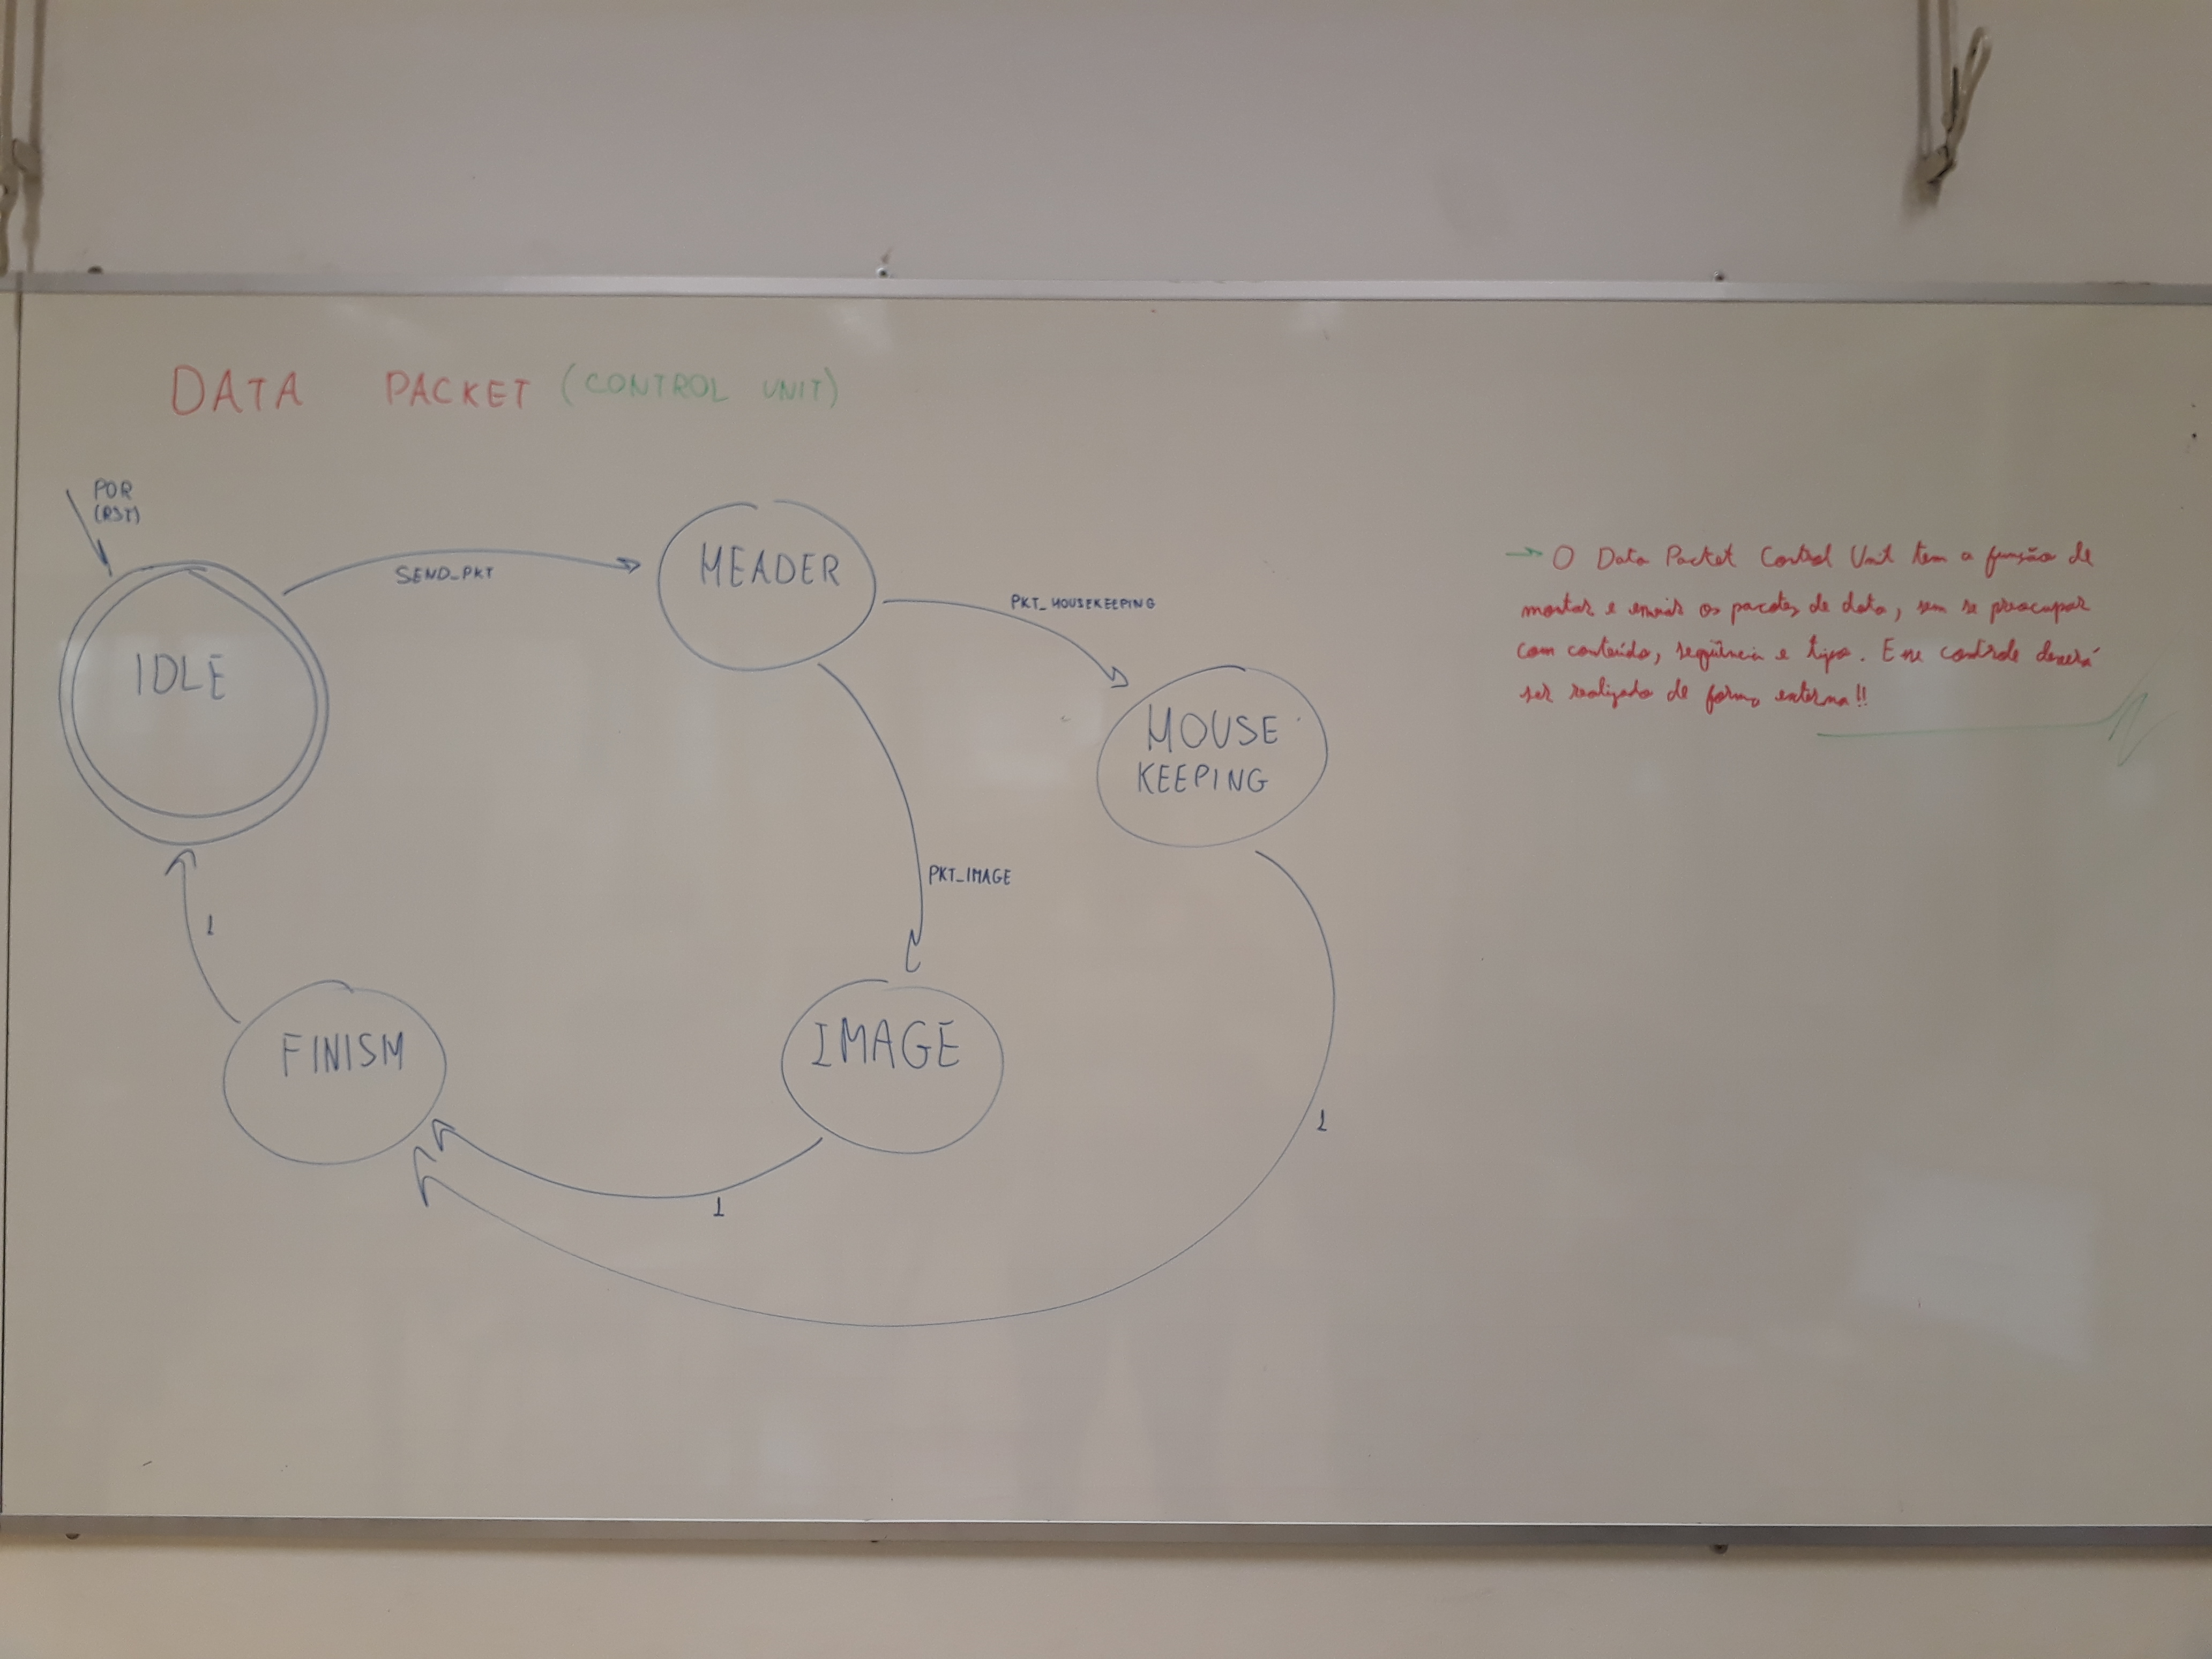 DATA PACKET (CONTROL UNIT)
POR
(RST)
SEND_PKT
HEADER
PKT_HOUSEKEEPING
IDLE
HOUSE
KEEPING
PKT_IMAGE
1
FINISH
IMAGE
1
1
→ O Data Packet Control Unit tem a função de
montar e enviar os pacotes de data, sem se preocupar
com conteúdo, seqüência e tipo. Esse controle deverá
ser realizado de forma externa!!